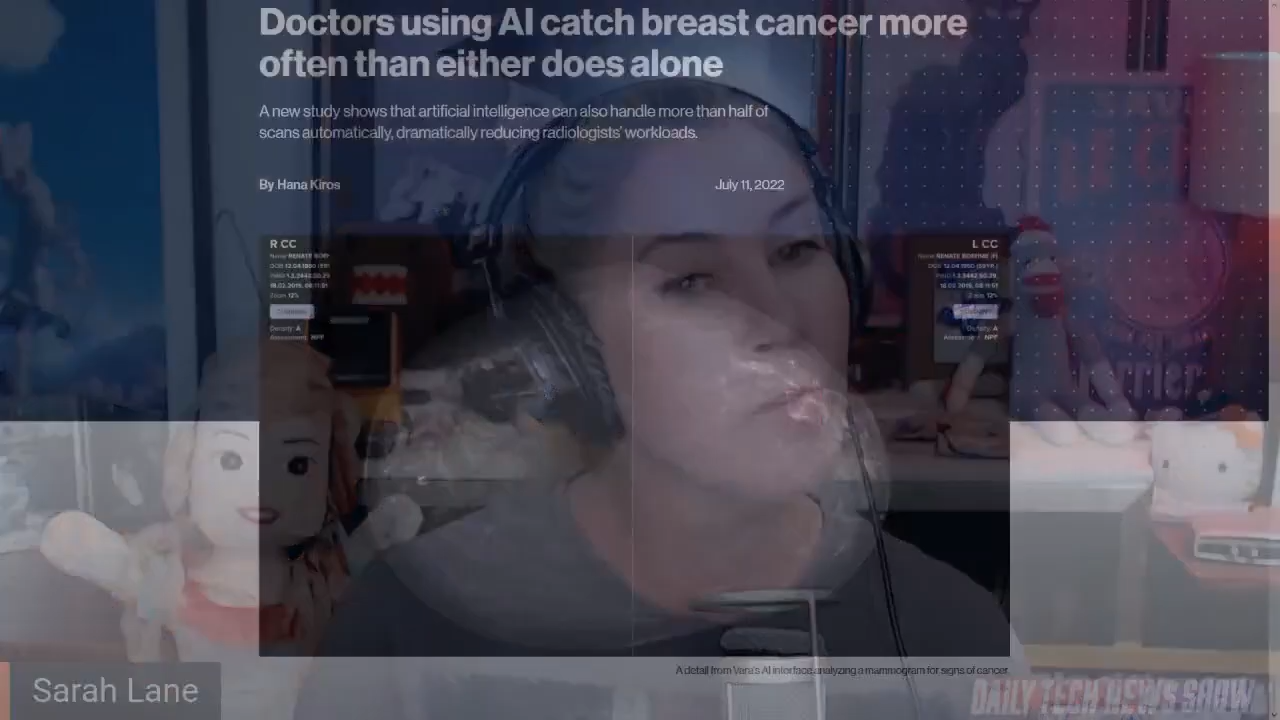 Doctors using AI catch breast cancer more
often than either does alone
A new study shows that artificial intelligence can also handle more than half of
scans automatically, dramatically reducing radiologists' workloads.
By Hana Kiros
July 11, 2022
R CC
L CC
Density: A
Density: A
A detail from Vara's AI interface analyzing a mammogram for signs of cancer.
Sarah Lane
DAILY TECH NEWS SHOW